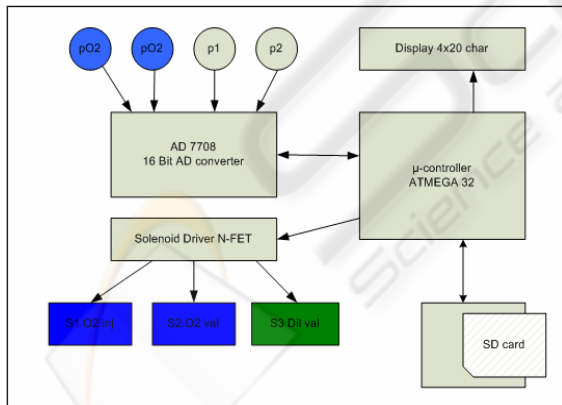 pO2
pO2
p1
p2
Display 4x20 char
AD 7708
16 Bit AD converter
µ-controller
ATMEGA 32
Solenoid Driver N-FET
S1 O2 inj
S2 O2 val
S3 Dil val
SD card
Science a